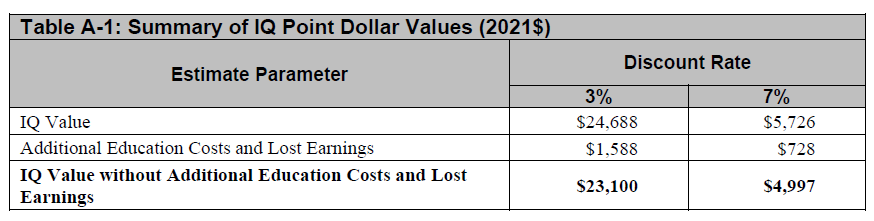 Table A-1: Summary of IQ Point Dollar Values (2021$)
Estimate Parameter
Discount Rate
3% 7%
IQ Value $24,688 $5,726
Additional Education Costs and Lost Earnings $1,588 $728
IQ Value without Additional Education Costs and Lost
Earnings $23,100 $4,997